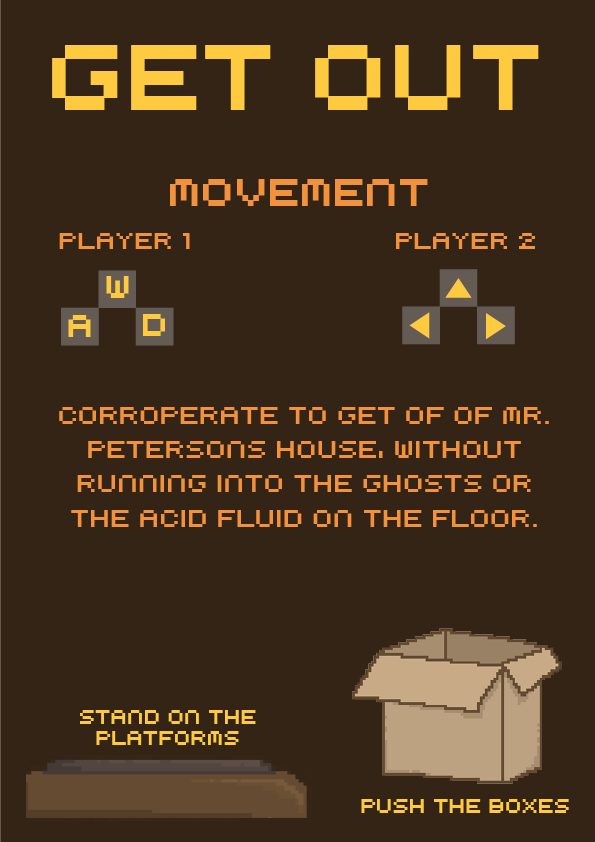 GET OUT
MOVEMENT
PLAYER 1 PLAYER 2
W
A D
CORROPERATE TO GET OF OF MR.
PETERSONS HOUSE, WITHOUT
RUNNING INTO THE GHOSTS OR
THE ACID FLUID ON THE FLOOR.
STAND ON THE
PLATFORMS
PUSH THE BOXES